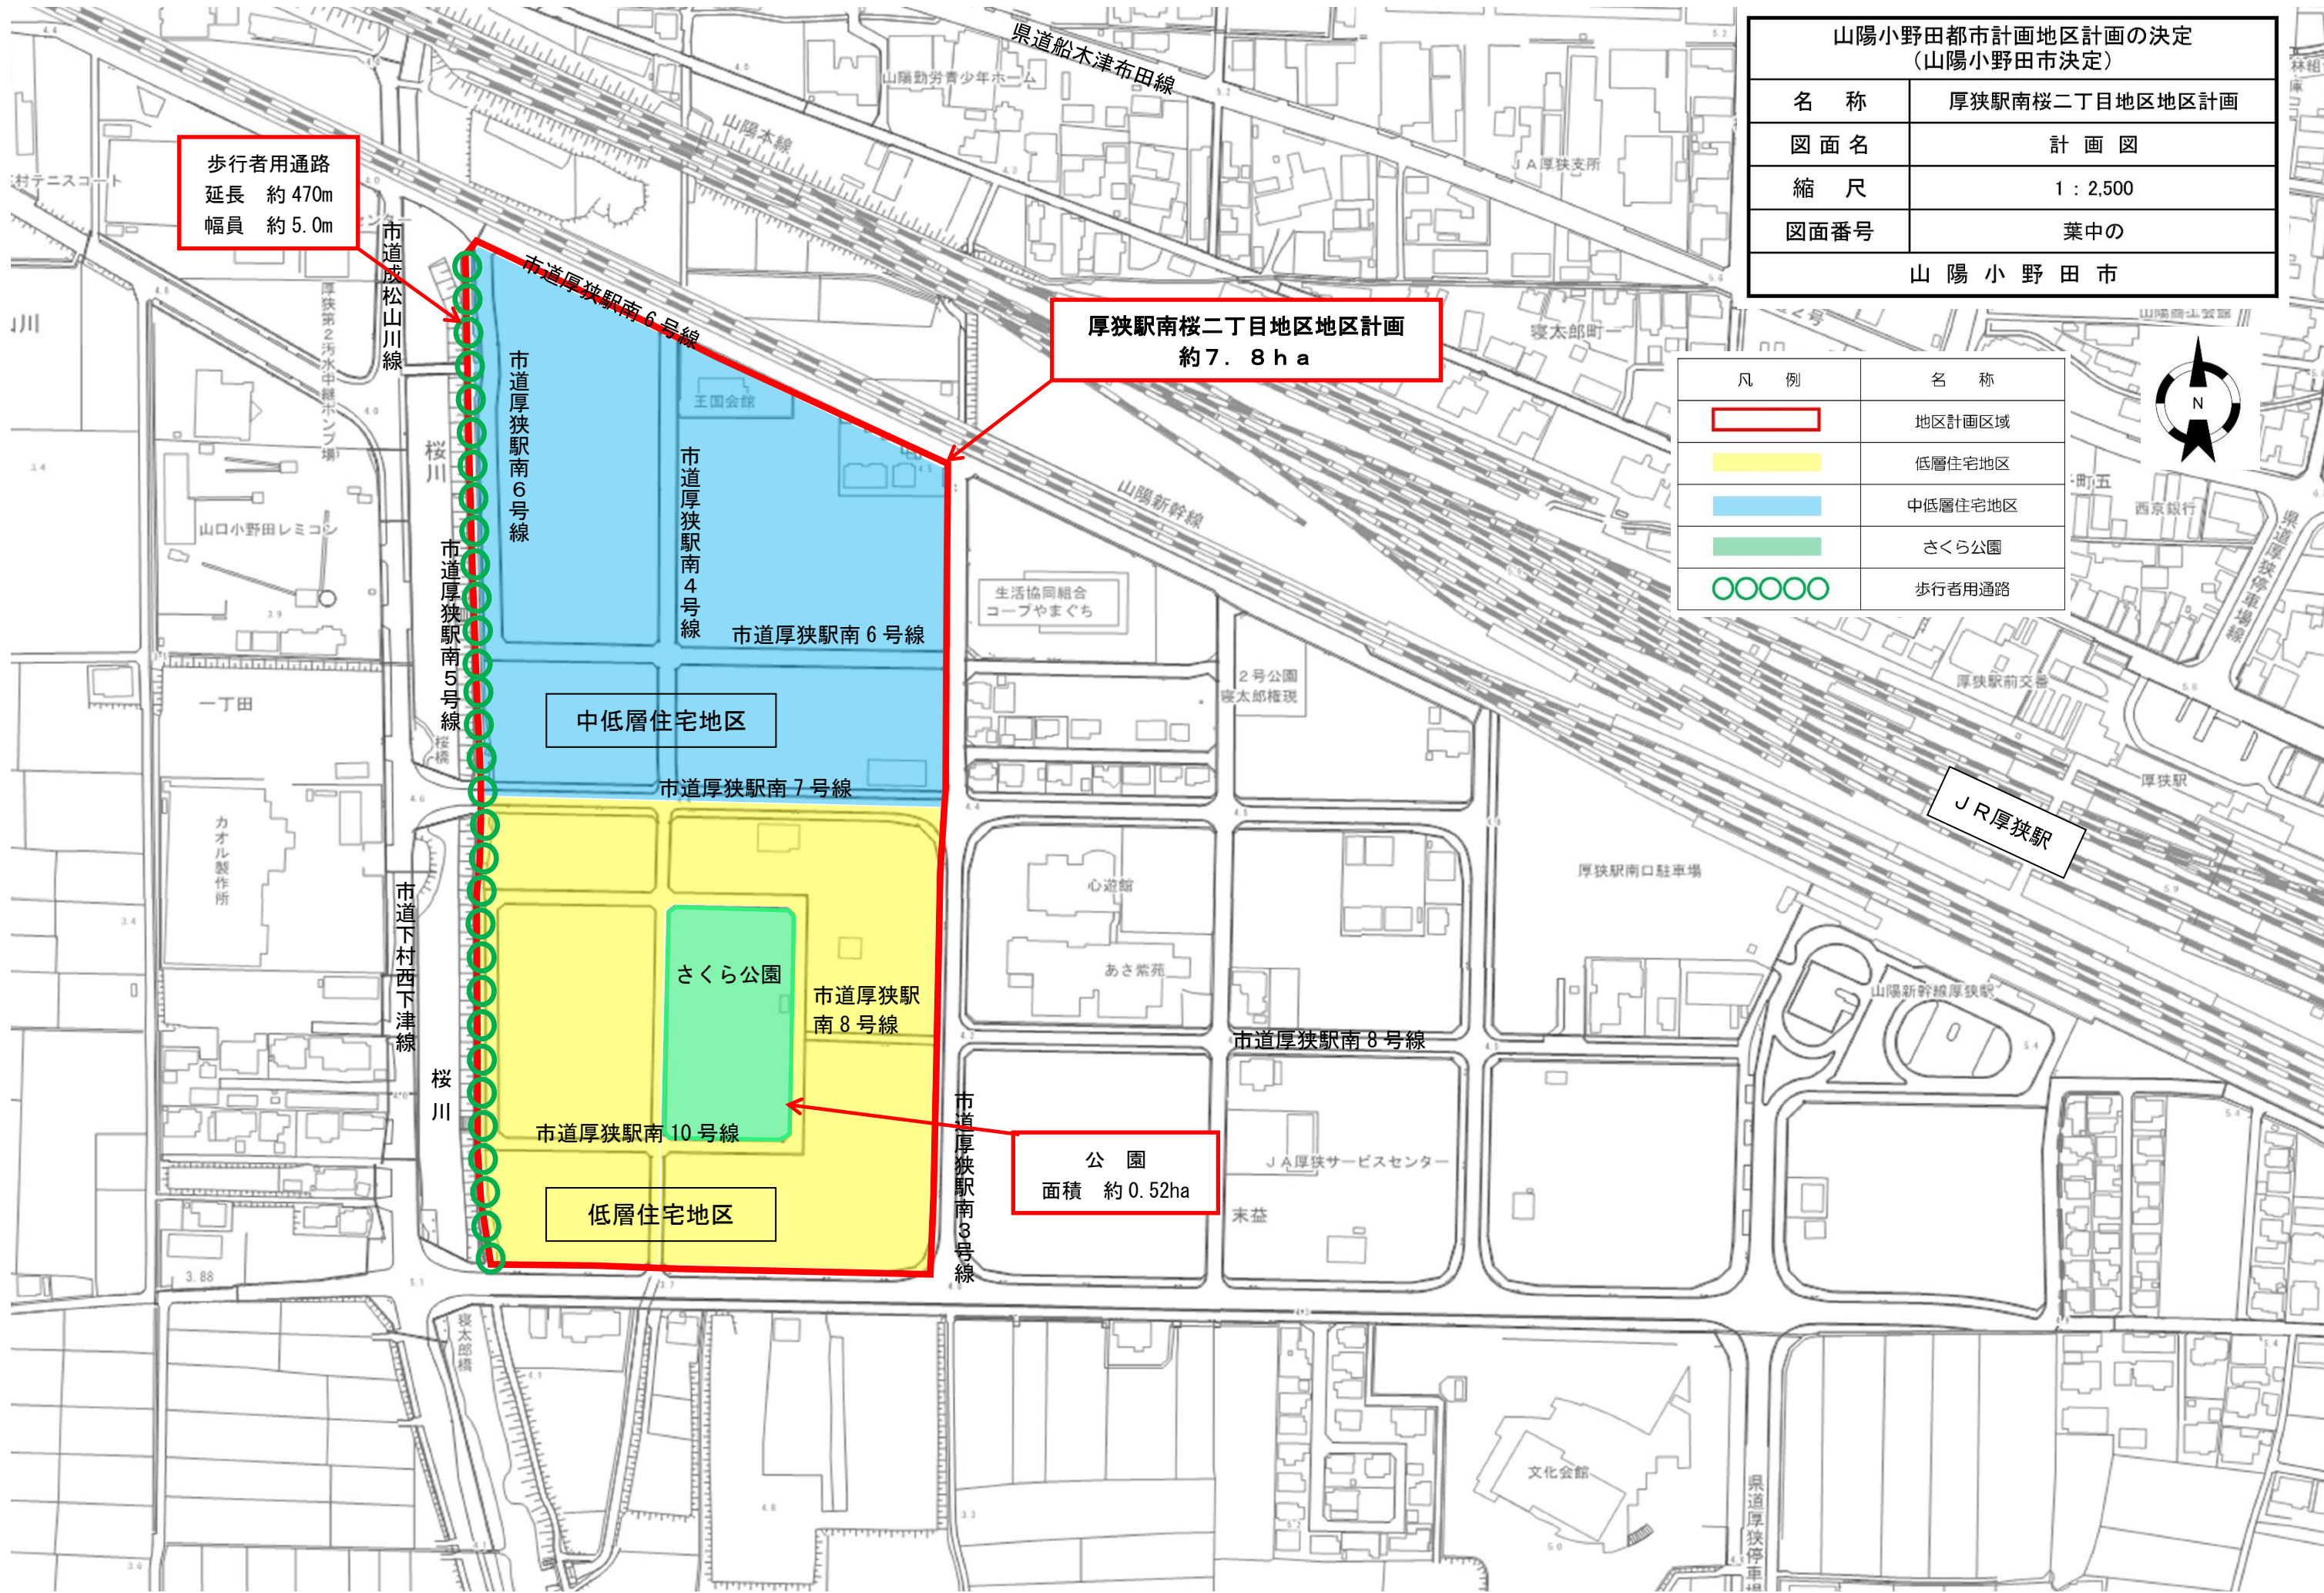 山陽小野田都市計画地区計画の決定
（山陽小野田市決定）
名　称　厚狭駅南桜二丁目地区地区計画
図面名　計　画　図
縮　尺　1：2,500
図面番号　葉中の
山　陽　小　野　田　市
凡　例　名　称
地区計画区域
低層住宅地区
中低層住宅地区
さくら公園
歩行者用通路
N
歩行者用通路
延長　約470m
幅員　約5.0m
厚狭駅南桜二丁目地区地区計画
約7．8ｈａ
公　園
面積　約0.52ha
県道船木津布田線
山陽勤労青少年ホーム
山陽本線
ＪＡ厚狭支所
村テニスコート
市道成松山川線
厚狭第2汚水中継ポンプ場
市道厚狭駅南６号線
市道厚狭駅南６号線
王国会館
市道厚狭駅南４号線
市道厚狭駅南６号線
桜川
山口小野田レミコン
市道厚狭駅南５号線
一丁田
桜橋
中低層住宅地区
市道厚狭駅南７号線
山陽新幹線
生活協同組合
コープやまぐち
2号公園
寝太郎権現
寝太郎町一
山陽商工会館
西京銀行
県道厚狭停車場線
厚狭駅前交番
厚狭駅
ＪＲ厚狭駅
厚狭駅南口駐車場
山陽新幹線厚狭駅
カオル製作所
市道下村西下津線
桜川
さくら公園
市道厚狭駅
南８号線
心遊館
あさ紫苑
市道厚狭駅南８号線
市道厚狭駅南10号線
低層住宅地区
市道厚狭駅南３号線
ＪＡ厚狭サービスセンター
末益
3.88
寝太郎橋
文化会館
県道厚狭停車場